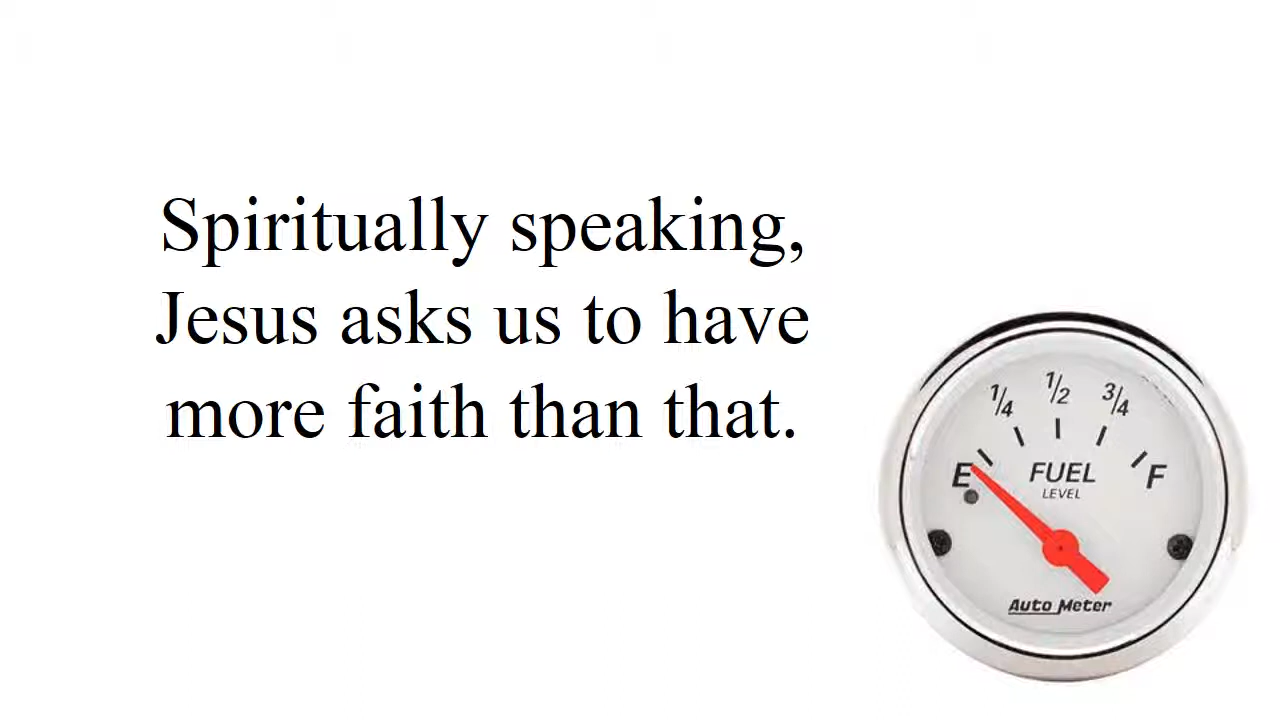 Spiritually speaking,
Jesus asks us to have
more faith than that.
1/4 1/2 3/4
E FUEL F
LEVEL
Auto Meter